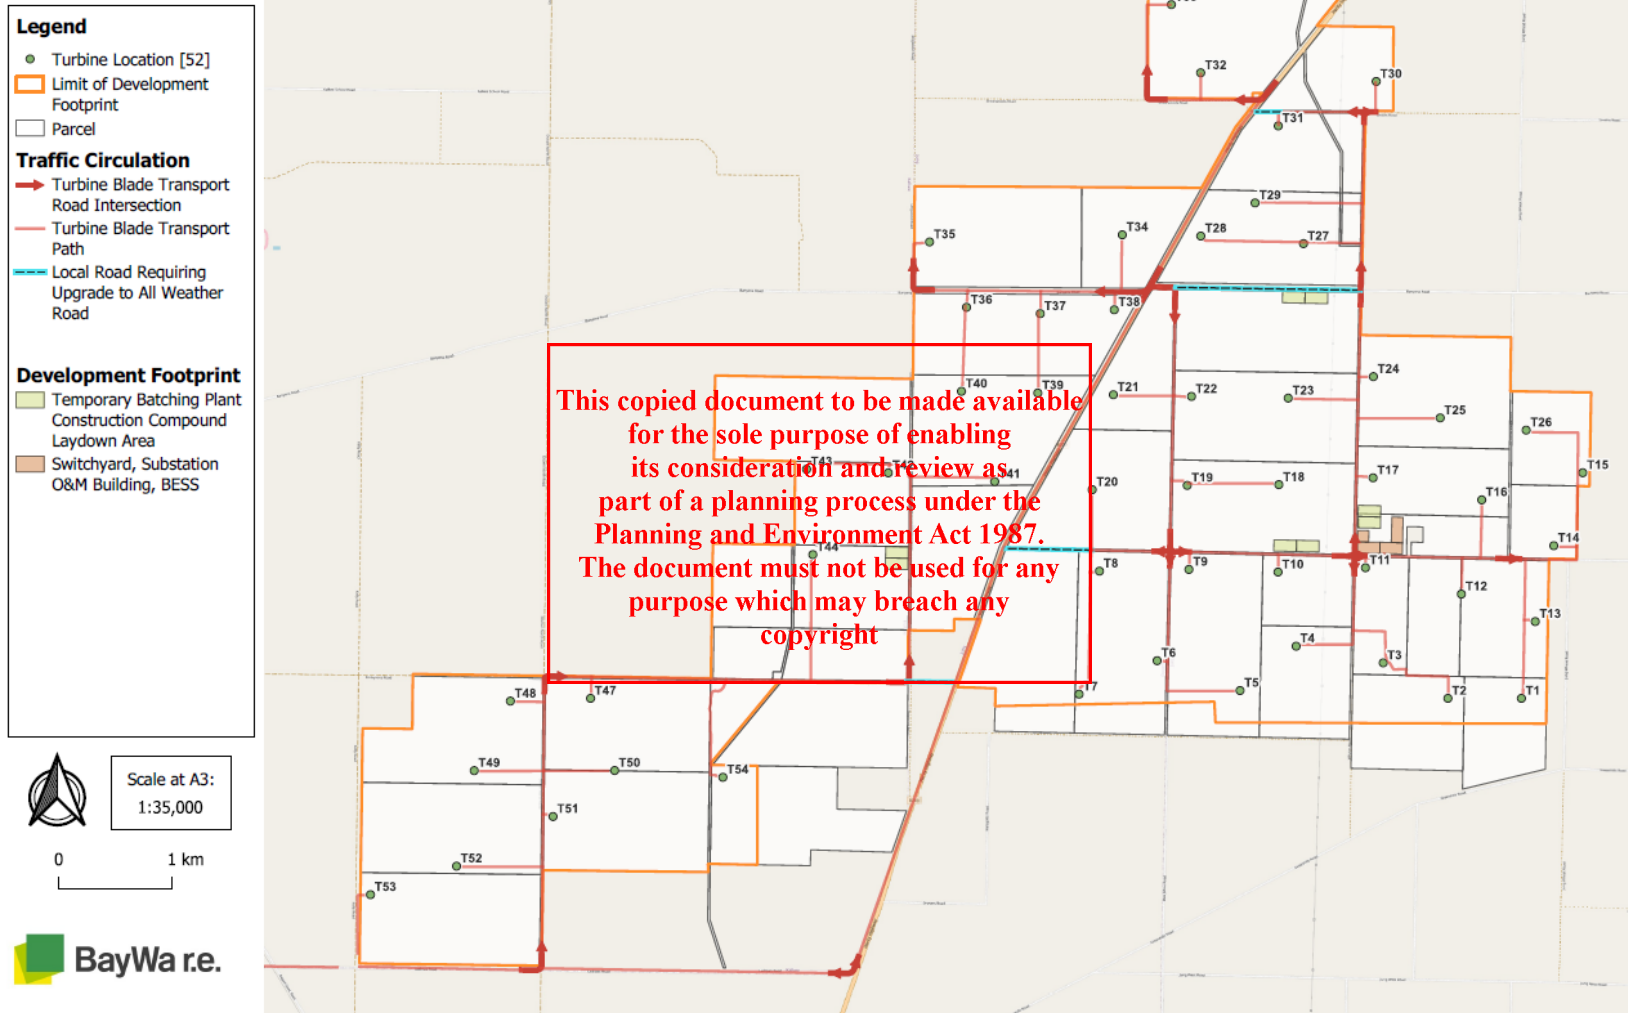 Legend
Turbine Location [52]
Limit of Development
Footprint
Parcel
Traffic Circulation
Turbine Blade Transport
Road Intersection
Turbine Blade Transport
Path
Local Road Requiring
Upgrade to All Weather
Road
Development Footprint
Temporary Batching Plant
Construction Compound
Laydown Area
Switchyard, Substation
O&M Building, BESS
Scale at A3:
1:35,000
0 1 km
BayWa r.e.
T32
T30
T31
T29
T28
T27
T35
T34
T36
T37
T38
T40
T39
T21
T22
T23
T24
T25
T26
T15
T43
T42
T41
T20
T19
T18
T17
T16
T14
T44
T8
T9
T10
T11
T12
T13
T6
T4
T3
T7
T5
T2
T1
T48
T47
T49
T50
T54
T51
T52
T53
This copied document to be made available
for the sole purpose of enabling
its consideration and review as
part of a planning process under the
Planning and Environment Act 1987.
The document must not be used for any
purpose which may breach any
copyright